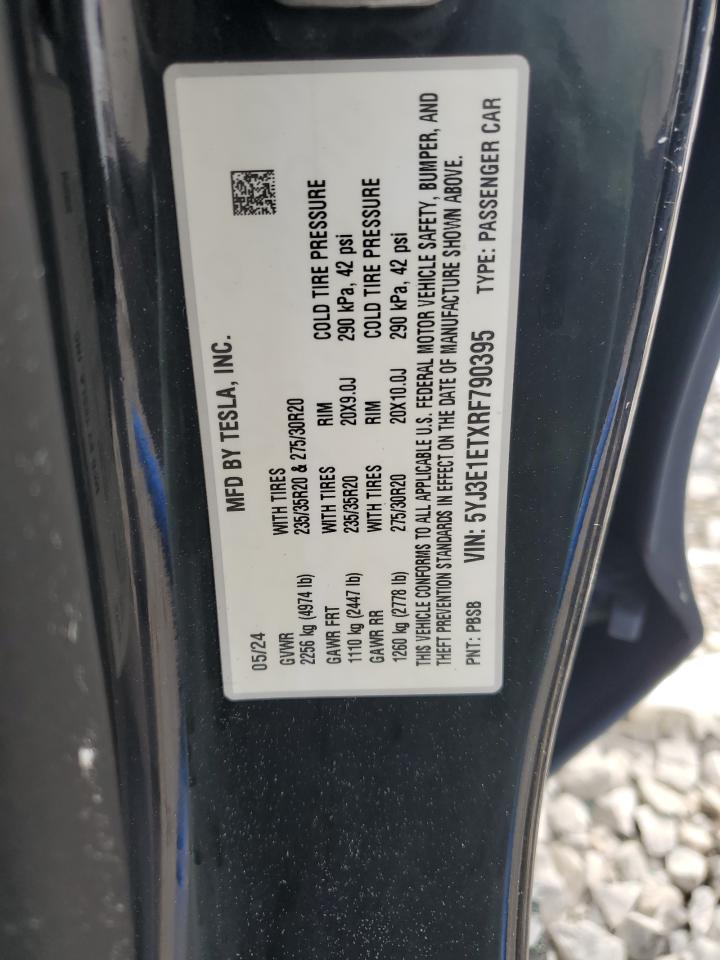 MFD BY TESLA, INC.
05/24
GVWR WITH TIRES
2256 kg (4974 lb) 235/35R20 & 275/30R20
GAWR FRT WITH TIRES RIM COLD TIRE PRESSURE
1110 kg (2447 lb) 235/35R20 20X9.0J 290 kPa, 42 psi
GAWR RR WITH TIRES RIM COLD TIRE PRESSURE
1260 kg (2778 lb) 275/30R20 20X10.0J 290 kPa, 42 psi
THIS VEHICLE CONFORMS TO ALL APPLICABLE U.S. FEDERAL MOTOR VEHICLE SAFETY, BUMPER, AND
THEFT PREVENTION STANDARDS IN EFFECT ON THE DATE OF MANUFACTURE SHOWN ABOVE.
PNT: PBSB VIN: 5YJ3E1ETXRF790395 TYPE: PASSENGER CAR